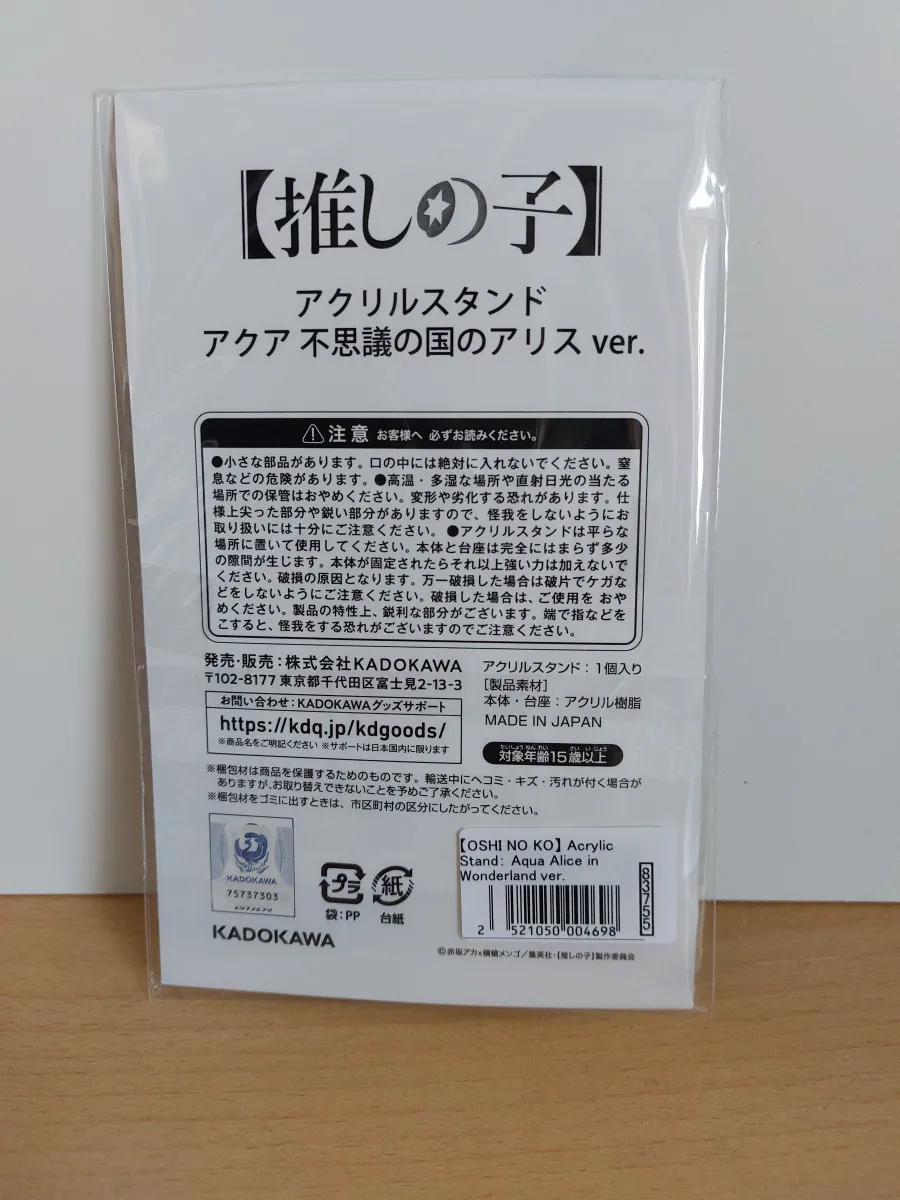 【推しの子】
アクリルスタンド
アクア 不思議の国のアリス ver.
注意 お客様へ 必ずお読みください。
●小さな部品があります。口の中には絶対に入れないでください。窒
息などの危険があります。●高温・多湿な場所や直射日光の当たる
場所での保管はおやめください。変形や劣化する恐れがあります。仕
様上尖った部分や鋭い部分がありますので、怪我をしないようにお
取り扱いには十分にご注意ください。●アクリルスタンドは平らな
場所に置いて使用してください。本体と台座は完全にはまらず多少
の隙間が生じます。本体が固定されたらそれ以上強い力は加えないで
ください。破損の原因となります。万一破損した場合は破片でケガな
どをしないようにご注意ください。破損した場合は、ご使用を おや
めください。製品の特性上、鋭利な部分がございます。端で指などを
こすると、怪我をする恐れがございますのでご注意ください。
発売・販売：株式会社KADOKAWA
〒102-8177 東京都千代田区富士見2-13-3
お問い合わせ：KADOKAWAグッズサポート
https://kdq.jp/kdgoods/
※商品名をご明記ください ※サポートは日本国内に限ります
アクリルスタンド：1個入り
[製品素材]
本体・台座：アクリル樹脂
MADE IN JAPAN
たいしょうねんれい さいいじょう
対象年齢15歳以上
※梱包材は商品を保護するためのものです。輸送中にヘコミ・キズ・汚れが付く場合が
ありますが、お取り替えできないことを予めご了承ください。
※梱包材をゴミに出すときは、市区町村の区分にしたがってください。
KADOKAWA
75737303
プラ
袋：PP
紙
台紙
KADOKAWA
【OSHI NO KO】 Acrylic
Stand: Aqua Alice in
Wonderland ver.
2 521050 004698
83755
©赤坂アカ×横槍メンゴ／集英社・【推しの子】製作委員会